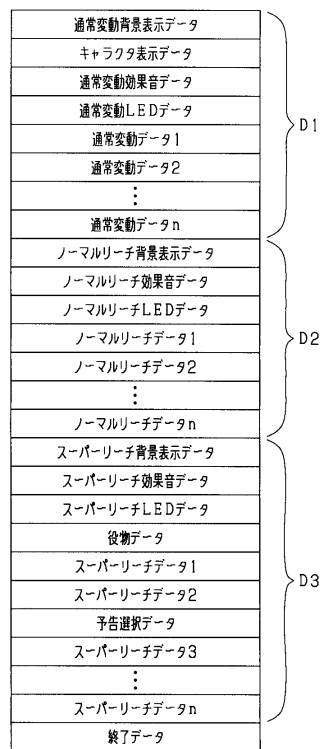 通常変動背景表示データ
キャラクタ表示データ
通常変動効果音データ
通常変動LEDデータ
通常変動データ1
通常変動データ2
⋮
通常変動データn
D1
ノーマルリーチ背景表示データ
ノーマルリーチ効果音データ
ノーマルリーチLEDデータ
ノーマルリーチデータ1
ノーマルリーチデータ2
⋮
ノーマルリーチデータn
D2
スーパーリーチ背景表示データ
スーパーリーチ効果音データ
スーパーリーチLEDデータ
役物データ
スーパーリーチデータ1
スーパーリーチデータ2
予告選択データ
スーパーリーチデータ3
⋮
スーパーリーチデータn
D3
終了データ